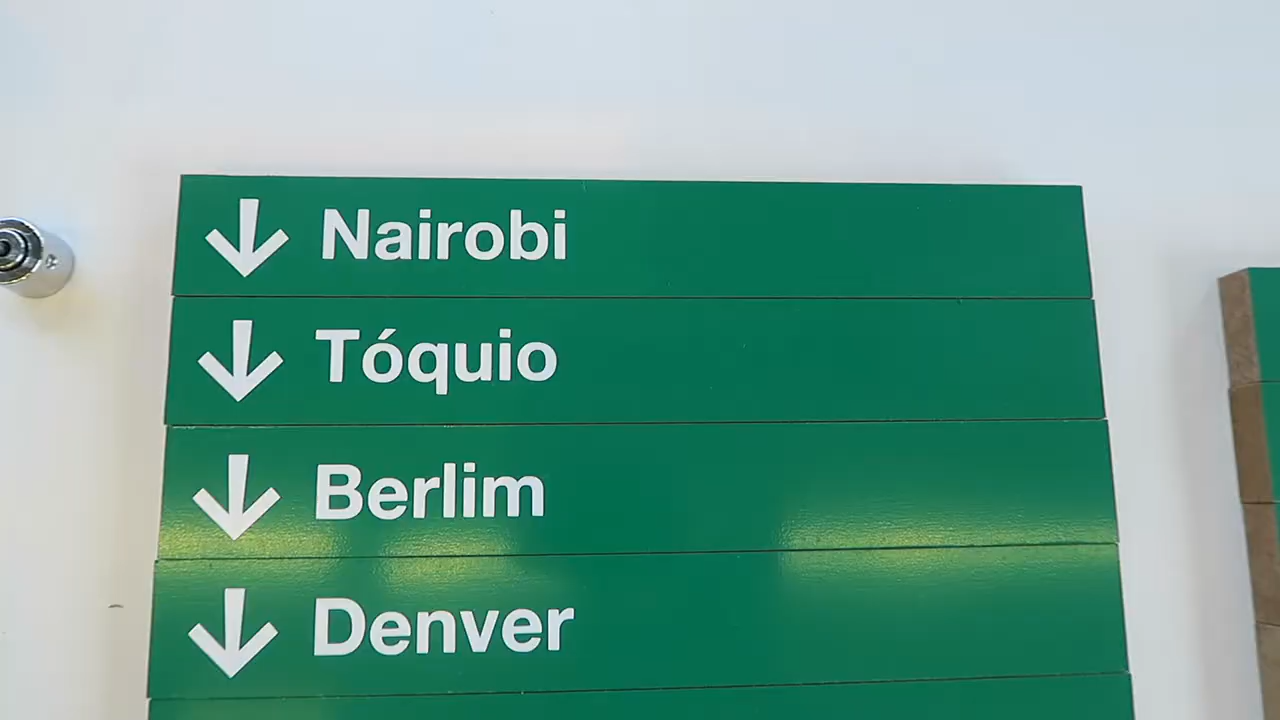 ↓ Nairobi
↓ Tóquio
↓ Berlim
↓ Denver